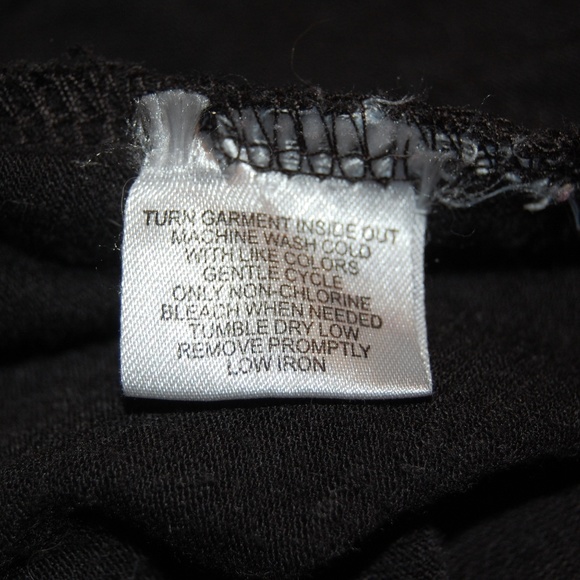 TURN GARMENT INSIDE OUT
MACHINE WASH COLD
WITH LIKE COLORS
GENTLE CYCLE
ONLY NON-CHLORINE
BLEACH WHEN NEEDED
TUMBLE DRY LOW
REMOVE PROMPTLY
LOW IRON